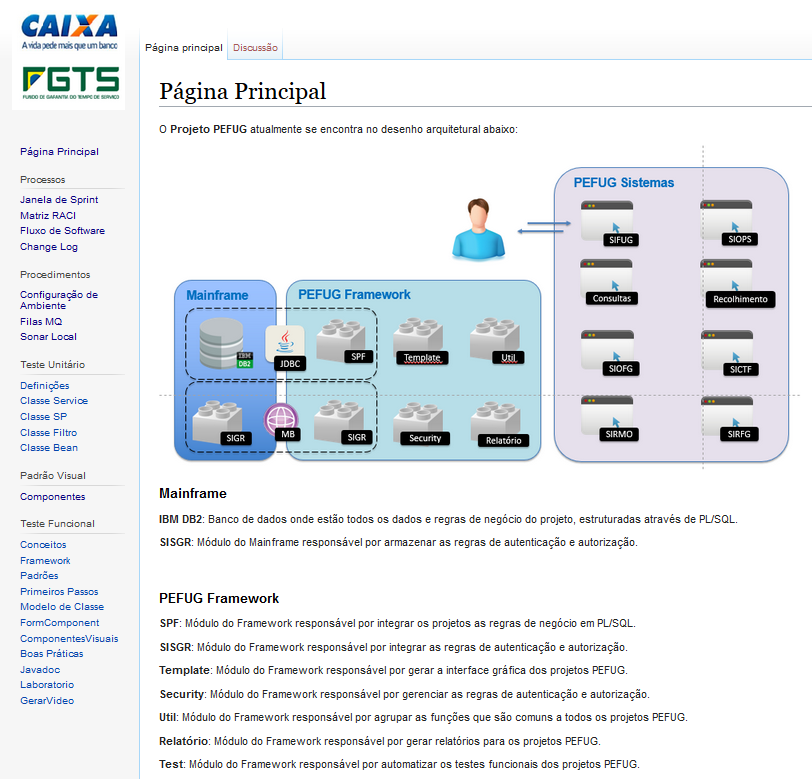 CAIXA
A vida pede mais que um banco
FGTS
FUNDO DE GARANTIA DO TEMPO DE SERVIÇO
Página Principal
Processos
Janela de Sprint
Matriz RACI
Fluxo de Software
Change Log
Procedimentos
Configuração de
Ambiente
Filas MQ
Sonar Local
Teste Unitário
Definições
Classe Service
Classe SP
Classe Filtro
Classe Bean
Padrão Visual
Componentes
Teste Funcional
Conceitos
Framework
Padrões
Primeiros Passos
Modelo de Classe
FormComponent
ComponentesVisuais
Boas Práticas
Javadoc
Laboratorio
GerarVideo
Página principal
Discussão
Página Principal
O Projeto PEFUG atualmente se encontra no desenho arquitetural abaixo:
PEFUG Sistemas
SIFUG
SIOPS
Consultas
Recolhimento
SIOFG
SICTF
SIRMO
SIRFG
Mainframe
PEFUG Framework
IBM
DB2
JDBC
SPF
Template
Util
SIGR
MB
SIGR
Security
Relatório
Mainframe
IBM DB2: Banco de dados onde estão todos os dados e regras de negócio do projeto, estruturadas através de PL/SQL.
SISGR: Módulo do Mainframe responsável por armazenar as regras de autenticação e autorização.
PEFUG Framework
SPF: Módulo do Framework responsável por integrar os projetos as regras de negócio em PL/SQL.
SISGR: Módulo do Framework responsável por integrar as regras de autenticação e autorização.
Template: Módulo do Framework responsável por gerar a interface gráfica dos projetos PEFUG.
Security: Módulo do Framework responsável por gerenciar as regras de autenticação e autorização.
Util: Módulo do Framework responsável por agrupar as funções que são comuns a todos os projetos PEFUG.
Relatório: Módulo do Framework responsável por gerar relatórios para os projetos PEFUG.
Test: Módulo do Framework responsável por automatizar os testes funcionais dos projetos PEFUG.